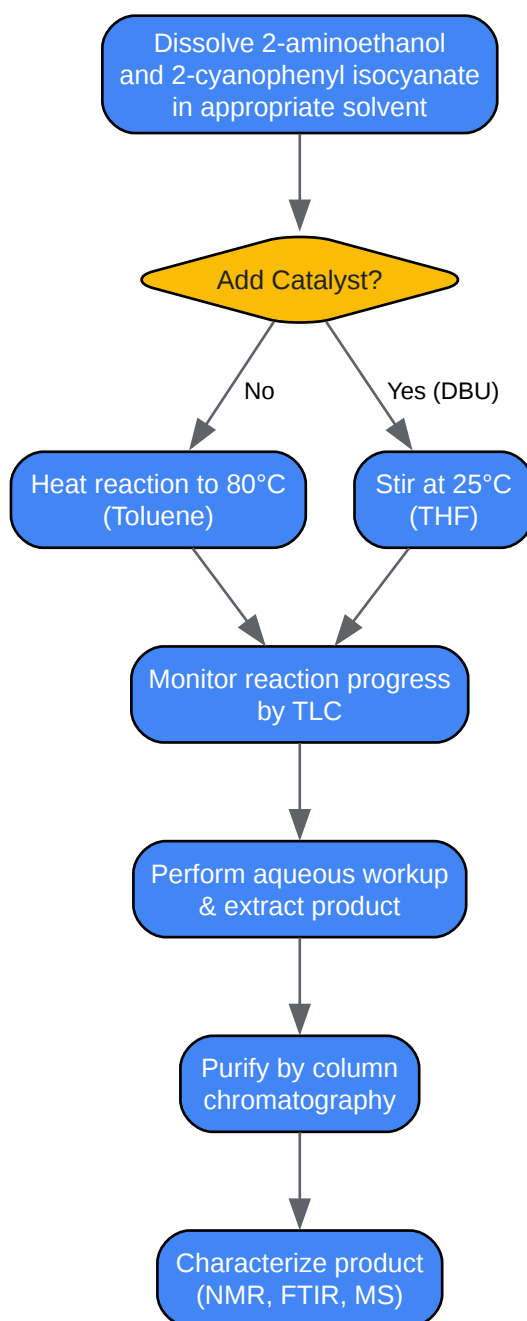 Dissolve 2-aminoethanol
and 2-cyanophenyl isocyanate
in appropriate solvent
Add Catalyst?
No
Yes (DBU)
Heat reaction to 80°C
(Toluene)
Stir at 25°C
(THF)
Monitor reaction progress
by TLC
Perform aqueous workup
& extract product
Purify by column
chromatography
Characterize product
(NMR, FTIR, MS)